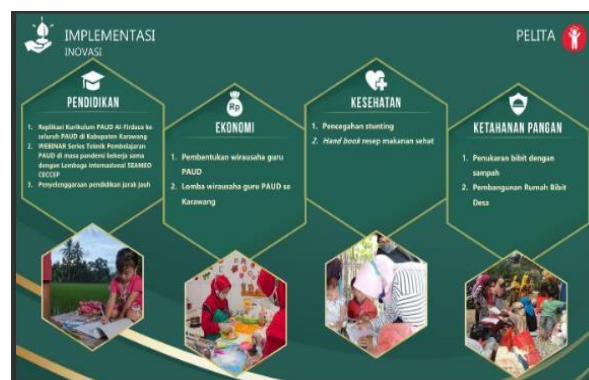 IMPLEMENTASI
INOVASI
PELITA
PENDIDIKAN
1. Replikasi Kurikulum PAUD Al-Firdaus ke
seluruh PAUD di Kabupaten Karawang
2. WEBINAR Series Teknik Pembelajaran
PAUD di masa pandemi bekerja sama
dengan Lembaga Internasional SEAMEO
CECCEP
3. Penyelenggaraan pendidikan jarak jauh
Rp
EKONOMI
1. Pembentukan wirausaha guru
PAUD
2. Lomba wirausaha guru PAUD se
Karawang
KESEHATAN
1. Pencegahan stunting
2. Hand book resep makanan sehat
KETAHANAN PANGAN
1. Penukaran bibit dengan
sampah
2. Pembangunan Rumah Bibit
Desa